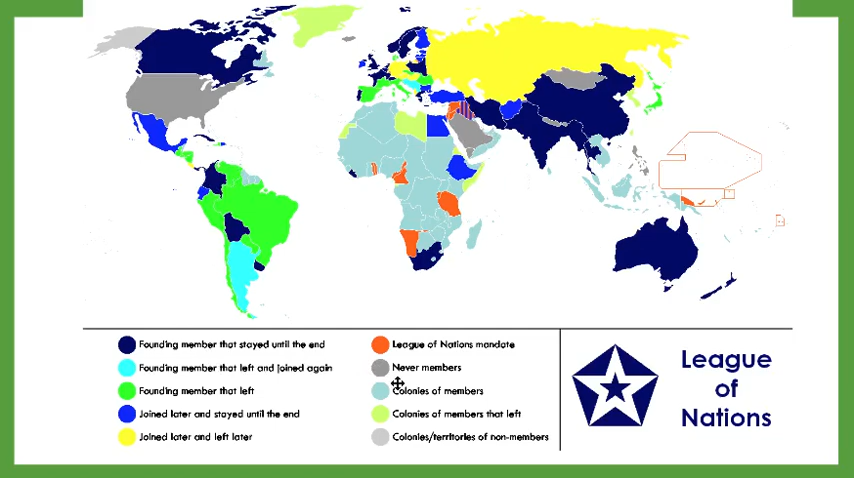 Founding member that stayed until the end
Founding member that left and joined again
Founding member that left
Joined later and stayed until the end
Joined later and left later
League of Nations mandate
Never members
Colonies of members
Colonies of members that left
Colonies/territories of non-members
League
of
Nations